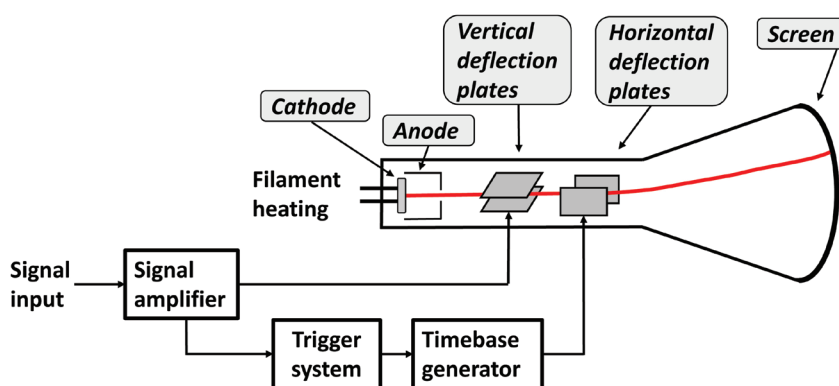 Vertical
deflection
plates
Horizontal
deflection
plates
Screen
Cathode
Anode
Filament
heating
Signal
input
Signal
amplifier
Trigger
system
Timebase
generator